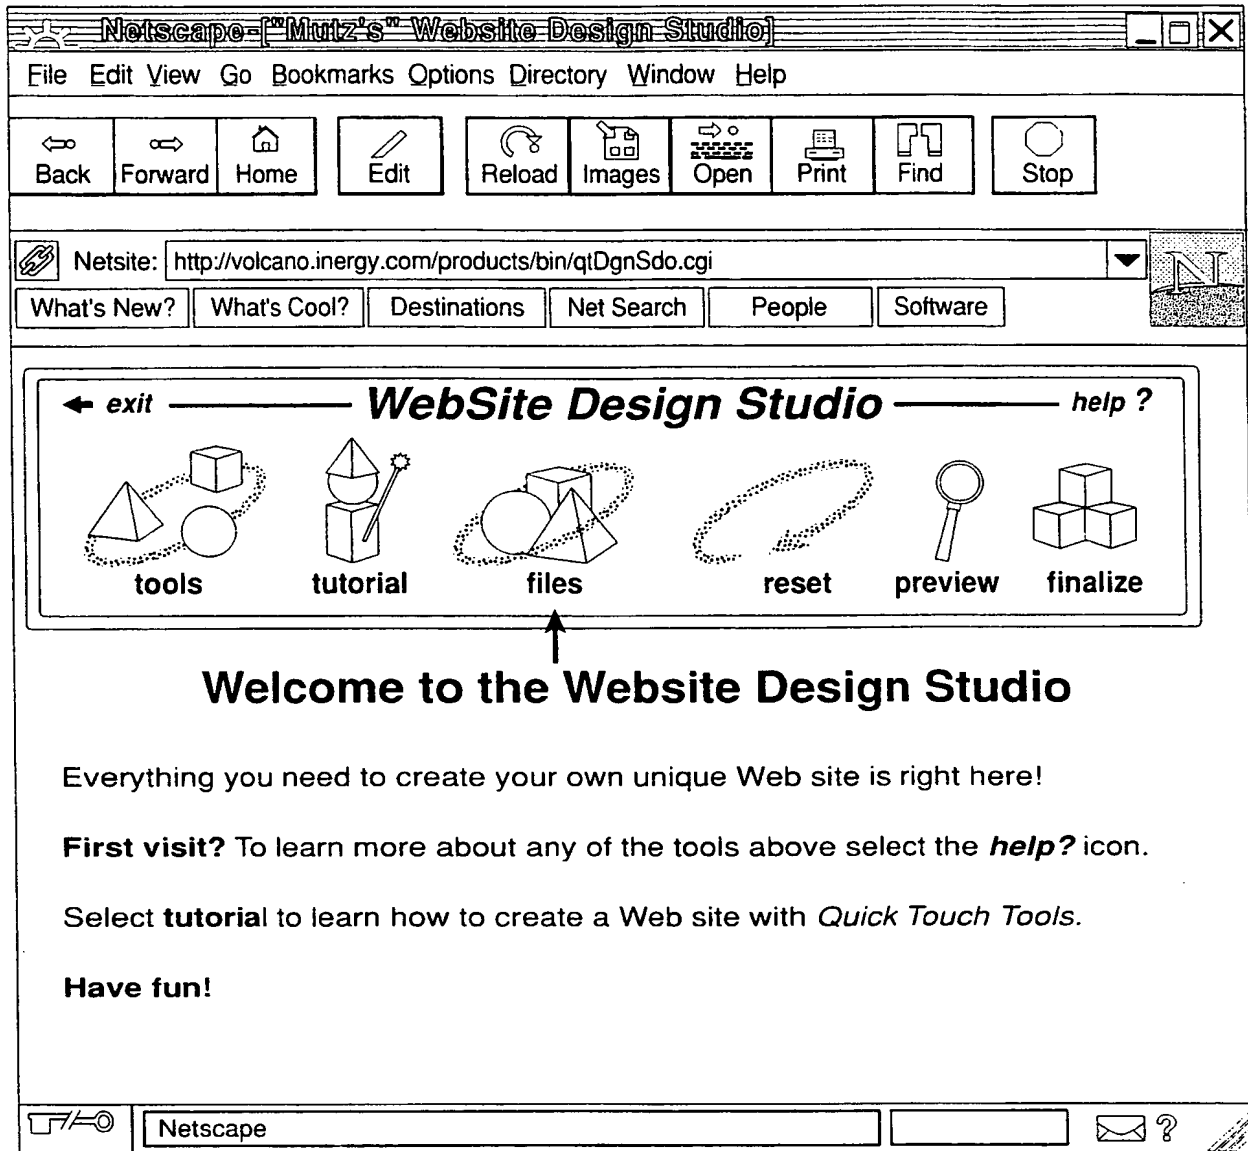 Netscape-["Mutz's" Website Design Studio]
File Edit View Go Bookmarks Options Directory Window Help
Back Forward Home Edit Reload Images Open Print Find Stop
Netsite: http://volcano.inergy.com/products/bin/qtDgnSdo.cgi
N
What's New? What's Cool? Destinations Net Search People Software
exit WebSite Design Studio help ?
tools tutorial files reset preview finalize
Welcome to the Website Design Studio
Everything you need to create your own unique Web site is right here!
First visit? To learn more about any of the tools above select the help? icon.
Select tutorial to learn how to create a Web site with Quick Touch Tools.
Have fun!
Netscape ?